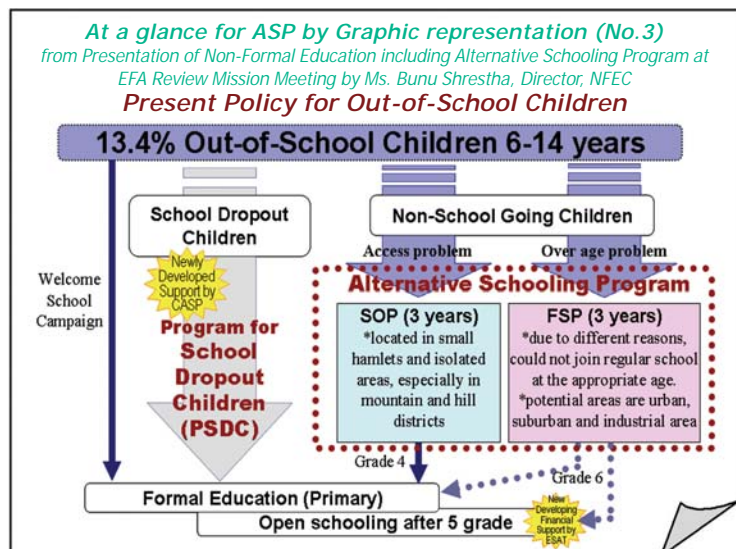 At a glance for ASP by Graphic representation (No.3)
from Presentation of Non-Formal Education including Alternative Schooling Program at
EFA Review Mission Meeting by Ms. Bunu Shrestha, Director, NFEC
Present Policy for Out-of-School Children
13.4% Out-of-School Children 6-14 years
School Dropout
Children
Non-School Going Children
Newly
Developed
Support by
CASP
Access problem
Over age problem
Welcome
School
Campaign
Alternative Schooling Program
Program for
School
Dropout
Children
(PSDC)
SOP (3 years)
*located in small
hamlets and isolated
areas, especially in
mountain and hill
districts
FSP (3 years)
*due to different reasons,
could not join regular school
at the appropriate age.
*potential areas are urban,
suburban and industrial area
Grade 4
Grade 6
Formal Education (Primary)
Open schooling after 5 grade
New
Developing
Financial
Support by
ESAT